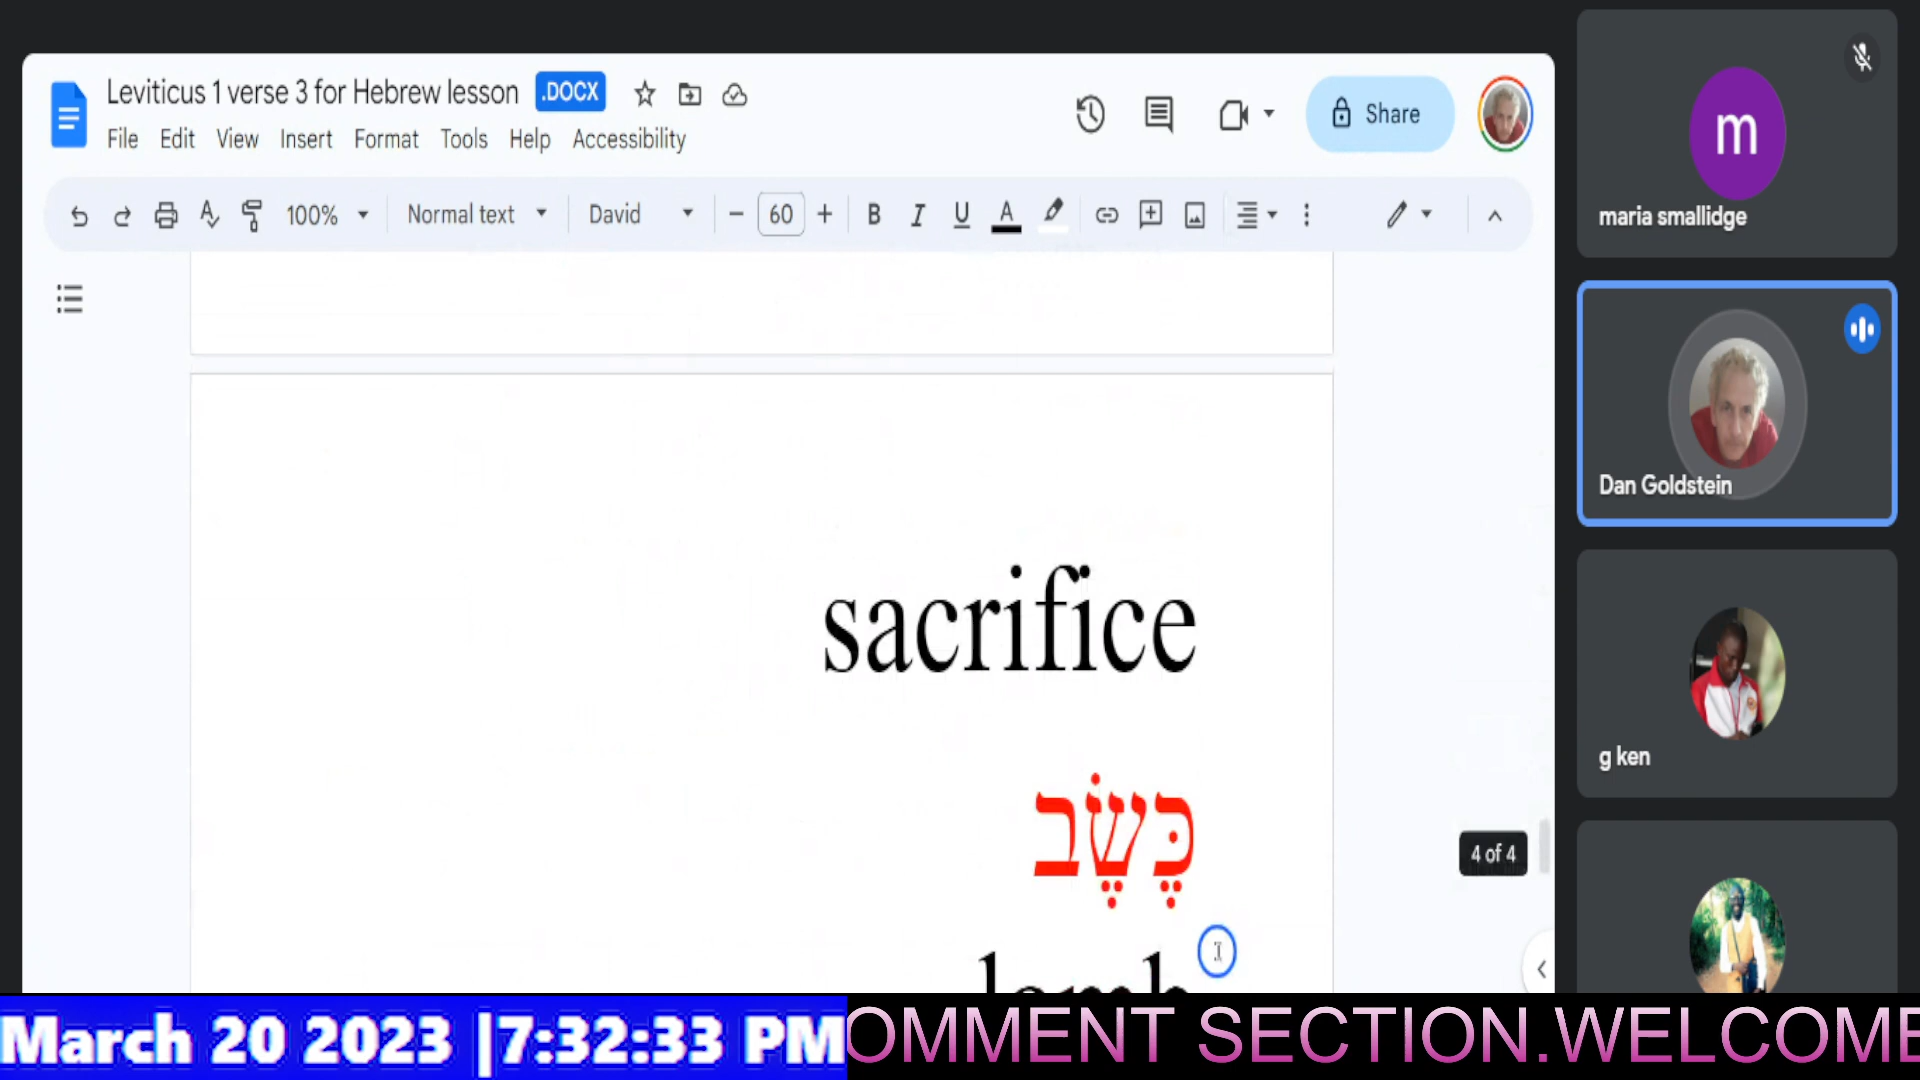 Leviticus 1 verse 3 for Hebrew lesson .DOCX
File Edit View Insert Format Tools Help Accessibility
Share
100% Normal text David 60 B I U A
sacrifice
כֶּשֶׂב
lamb
4 of 4
maria smallidge
m
Dan Goldstein
g ken
March 20 2023 |7:32:33 PM
OMMENT SECTION.WELCOME